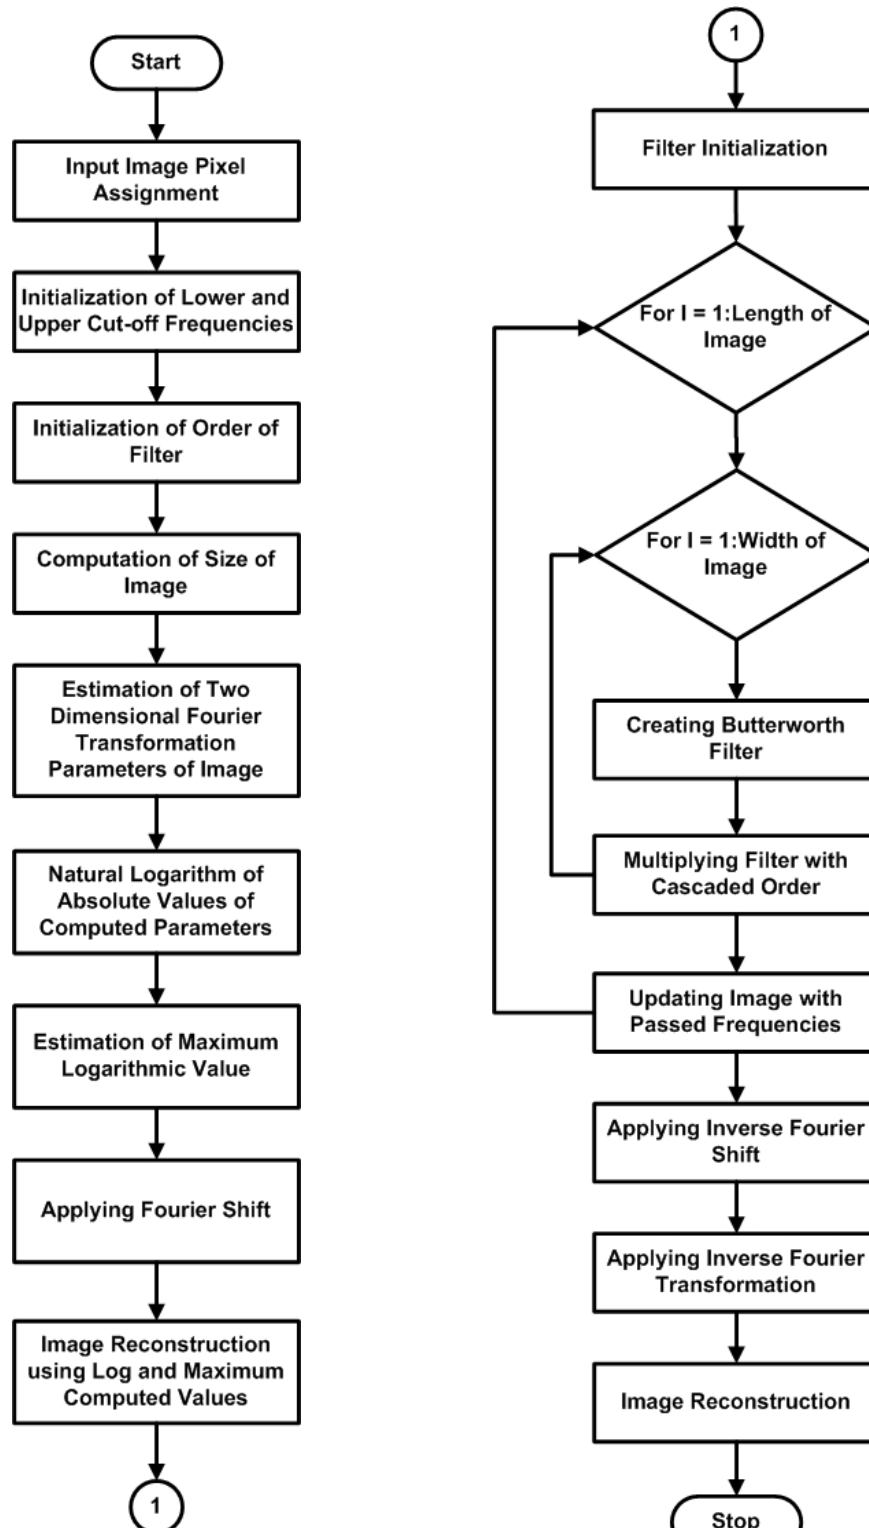 Start
Input Image Pixel
Assignment
Initialization of Lower and
Upper Cut-off Frequencies
Initialization of Order of
Filter
Computation of Size of
Image
Estimation of Two
Dimensional Fourier
Transformation
Parameters of Image
Natural Logarithm of
Absolute Values of
Computed Parameters
Estimation of Maximum
Logarithmic Value
Applying Fourier Shift
Image Reconstruction
using Log and Maximum
Computed Values
1
1
Filter Initialization
For I = 1:Length of
Image
For I = 1:Width of
Image
Creating Butterworth
Filter
Multiplying Filter with
Cascaded Order
Updating Image with
Passed Frequencies
Applying Inverse Fourier
Shift
Applying Inverse Fourier
Transformation
Image Reconstruction
Stop